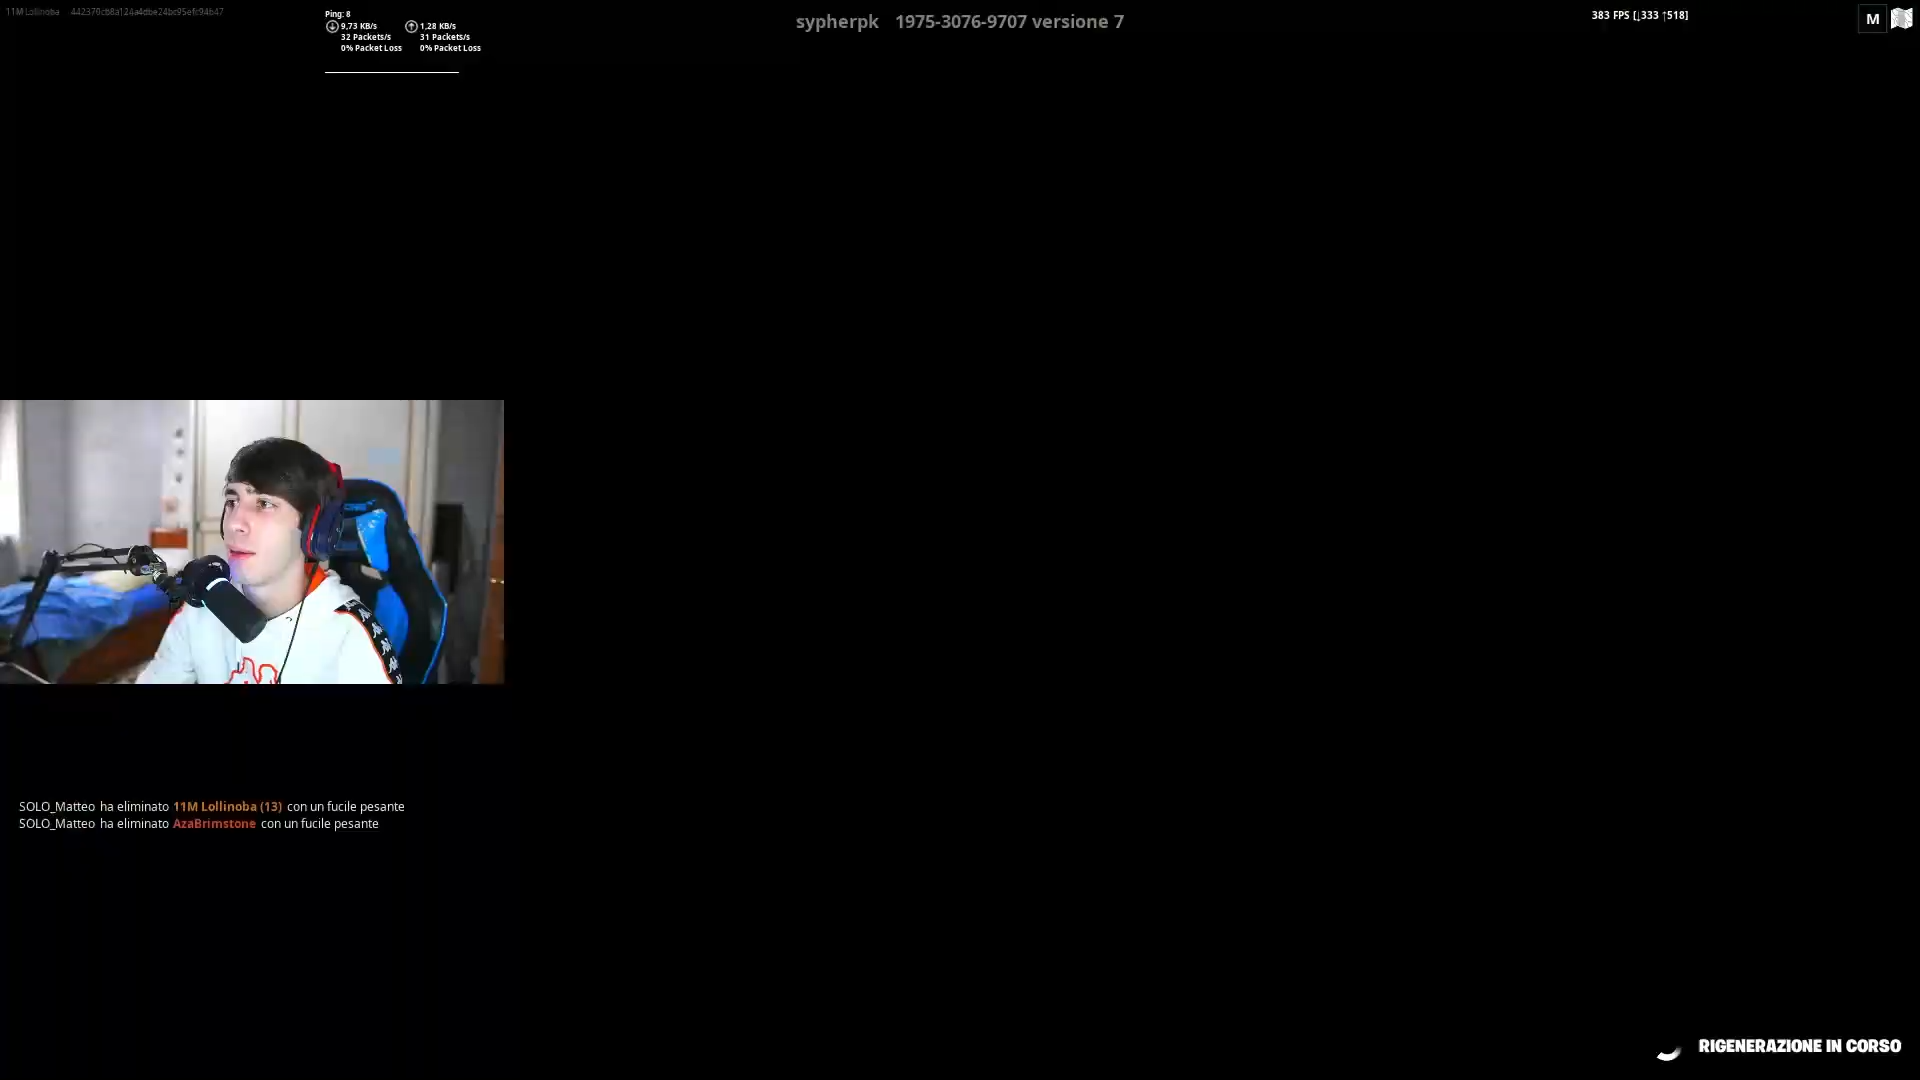 11M Lollinoba
Ping: 8
9,73 KB/s 1,28 KB/s
32 Packets/s 31 Packets/s
0% Packet Loss 0% Packet Loss
sypherpk 1975-3076-9707 versione 7
383 FPS [↓333 ↑518]
M
SOLO_Matteo ha eliminato 11M Lollinoba (13) con un fucile pesante
SOLO_Matteo ha eliminato AzaBrimstone con un fucile pesante
RIGENERAZIONE IN CORSO